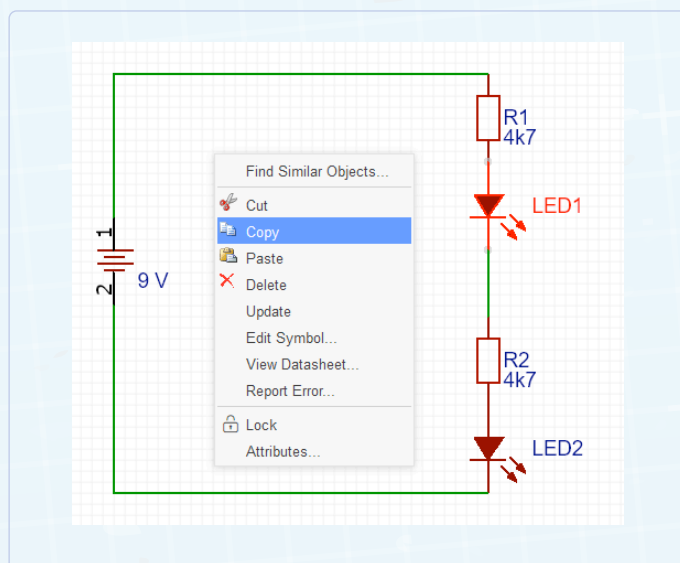 R1
4k7
LED1
1
2
9 V
R2
4k7
LED2
Find Similar Objects...
Cut
Copy
Paste
Delete
Update
Edit Symbol...
View Datasheet...
Report Error...
Lock
Attributes...